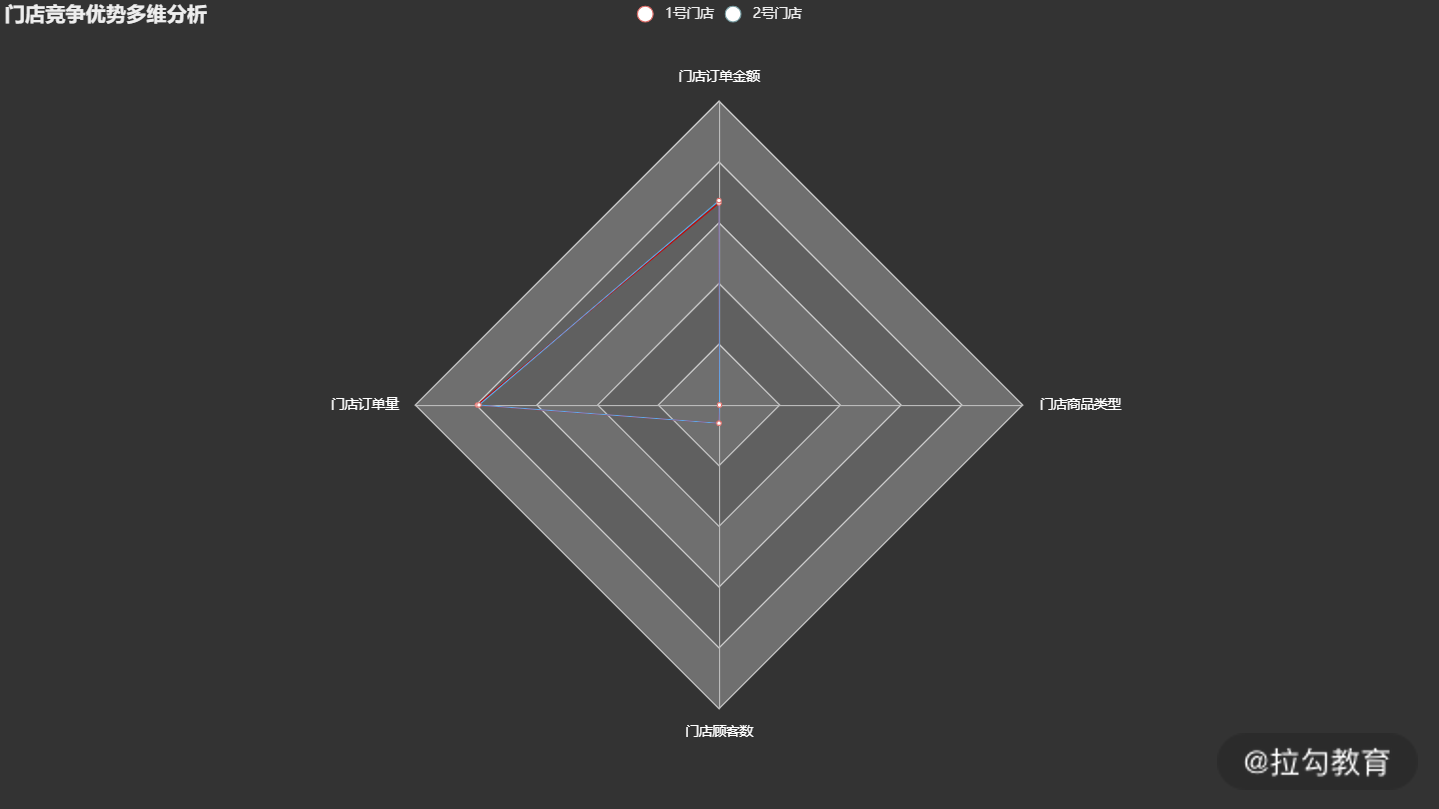 门店竞争优势多维分析
1号门店 2号门店
门店订单金额
门店订单量
门店商品类型
门店顾客数
@拉勾教育